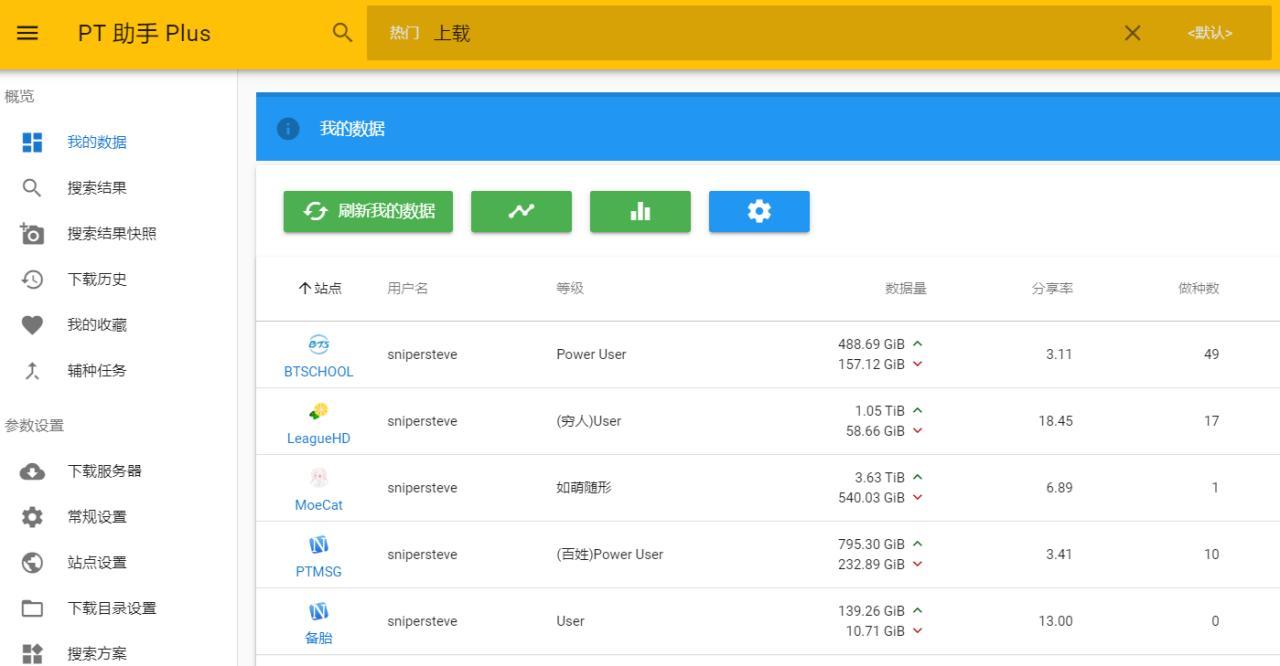 PT 助手 Plus
热门 上载
<默认>
概览
我的数据
搜索结果
搜索结果快照
下载历史
我的收藏
辅种任务
参数设置
下载服务器
常规设置
站点设置
下载目录设置
搜索方案
我的数据
刷新我的数据
站点 用户名 等级 数据量 分享率 做种数
BTS
BTSCHOOL snipersteve Power User 488.69 GiB 157.12 GiB 3.11 49
LeagueHD snipersteve (穷人)User 1.05 TiB 58.66 GiB 18.45 17
MoeCat snipersteve 如萌随形 3.63 TiB 540.03 GiB 6.89 1
N
PTMSG snipersteve (百姓)Power User 795.30 GiB 232.89 GiB 3.41 10
N
备胎 snipersteve User 139.26 GiB 10.71 GiB 13.00 0